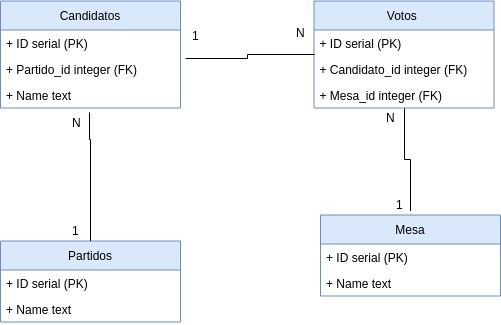 Candidatos
+ ID serial (PK)
+ Partido_id integer (FK)
+ Name text
1
N
Votos
+ ID serial (PK)
+ Candidato_id integer (FK)
+ Mesa_id integer (FK)
N
1
Partidos
+ ID serial (PK)
+ Name text
N
1
Mesa
+ ID serial (PK)
+ Name text